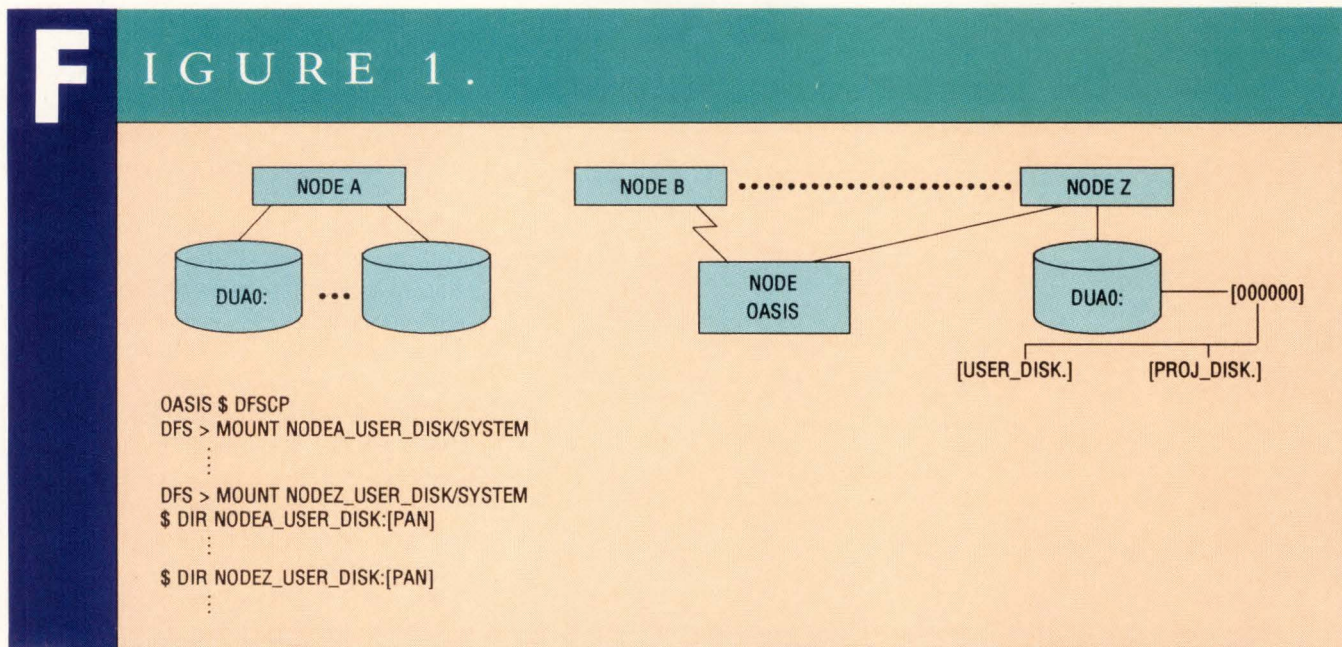 FIGURE 1.
NODE A
NODE B
NODE Z
DUA0:
NODE
OASIS
DUA0:
[000000]
[USER_DISK.]
[PROJ_DISK.]
OASIS $ DFSCP
DFS > MOUNT NODEA_USER_DISK/SYSTEM
DFS > MOUNT NODEZ_USER_DISK/SYSTEM
$ DIR NODEA_USER_DISK:[PAN]
$ DIR NODEZ_USER_DISK:[PAN]